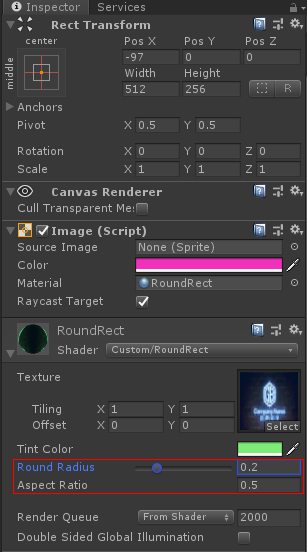 Inspector Services
Rect Transform
center Pos X Pos Y Pos Z
middle -97 0 0
Width Height
512 256 R
Anchors
Pivot X 0.5 Y 0.5
Rotation X 0 Y 0 Z 0
Scale X 1 Y 1 Z 1
Canvas Renderer
Cull Transparent Me
Image (Script)
Source Image None (Sprite)
Color
Material RoundRect
Raycast Target
RoundRect
Shader Custom/RoundRect
Texture
Company Name
Tiling X 1 Y 1
Offset X 0 Y 0 Select
Tint Color
Round Radius 0.2
Aspect Ratio 0.5
Render Queue From Shader 2000
Double Sided Global Illumination